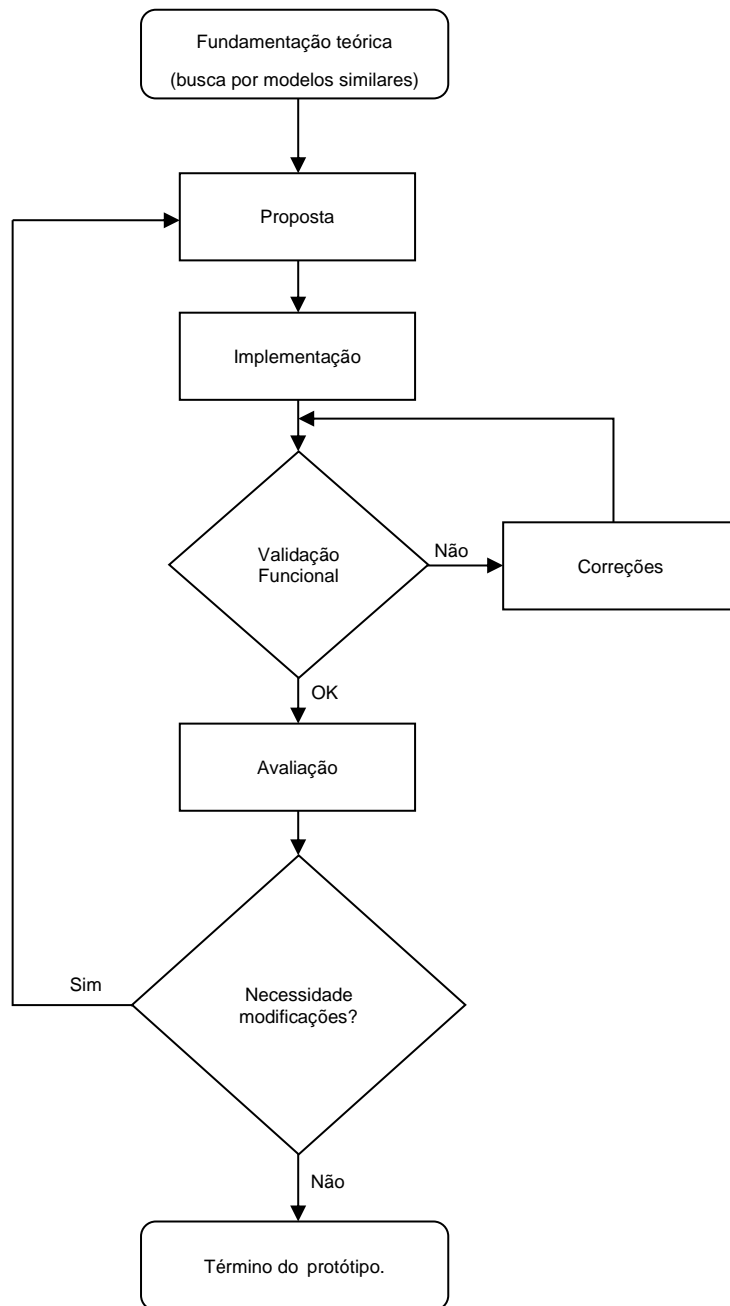 Fundamentação teórica
(busca por modelos similares)
Proposta
Implementação
Validação
Funcional
Não
Correções
OK
Avaliação
Sim
Necessidade
modificações?
Não
Término do protótipo.